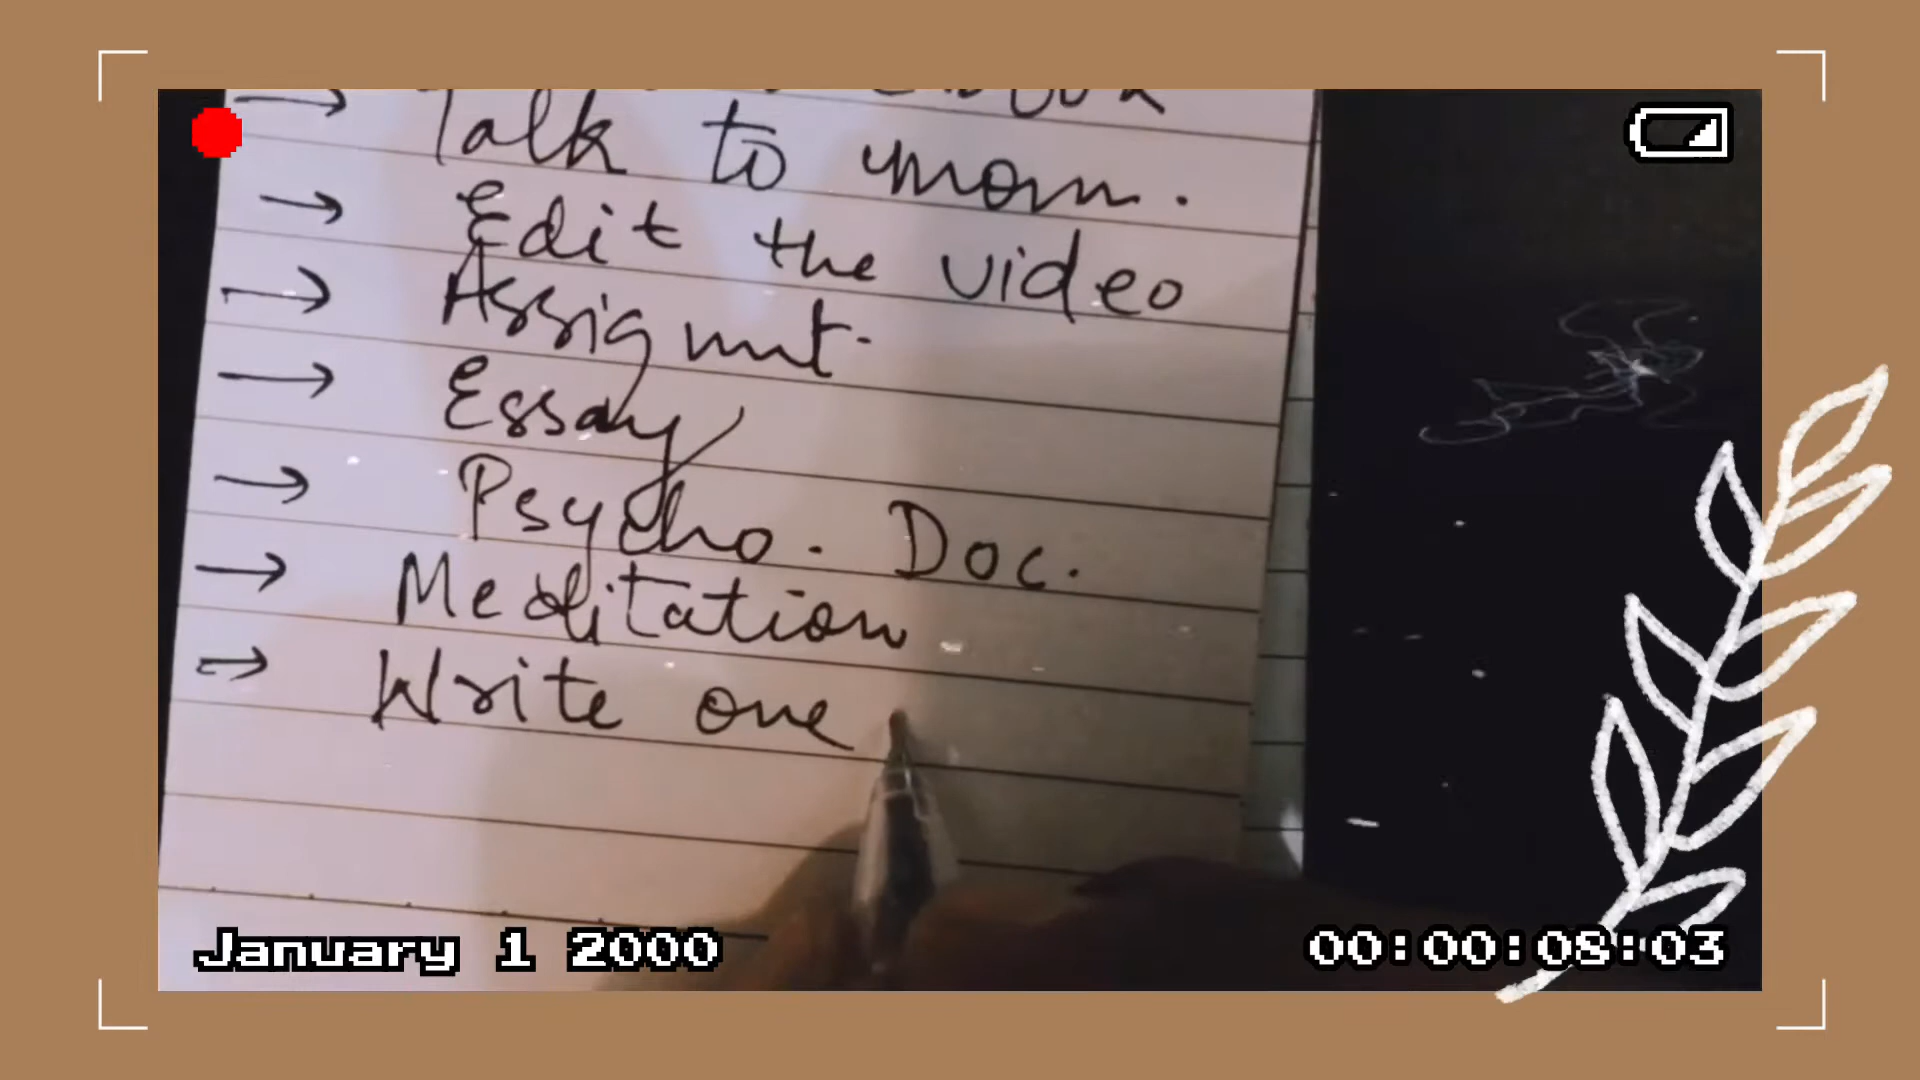 → Talk to mom.
→ Edit the video
→ Assigmnt.
→ Essay
→ Psycho. Doc.
→ Meditation
→ Write one
January 1 2000
00:00:08:03